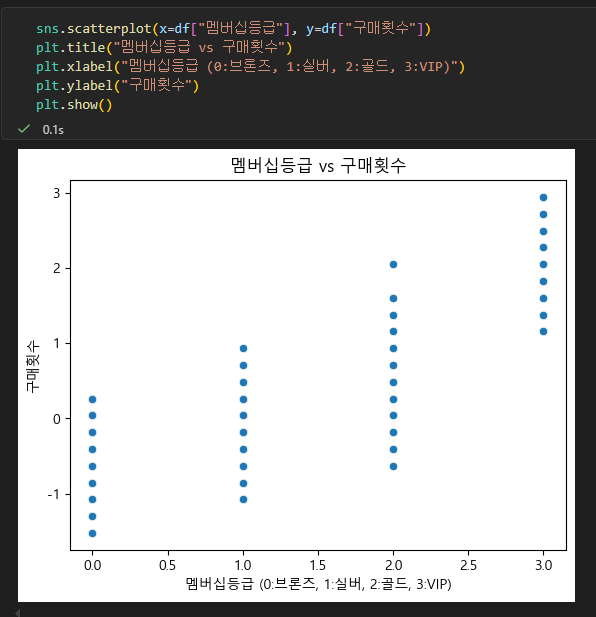 sns.scatterplot(x=df["멤버십등급"], y=df["구매횟수"])
plt.title("멤버십등급 vs 구매횟수")
plt.xlabel("멤버십등급 (0:브론즈, 1:실버, 2:골드, 3:VIP)")
plt.ylabel("구매횟수")
plt.show()
0.1s
멤버십등급 vs 구매횟수
3
2
1
0
-1
구매횟수
0.0 0.5 1.0 1.5 2.0 2.5 3.0
멤버십등급 (0:브론즈, 1:실버, 2:골드, 3:VIP)